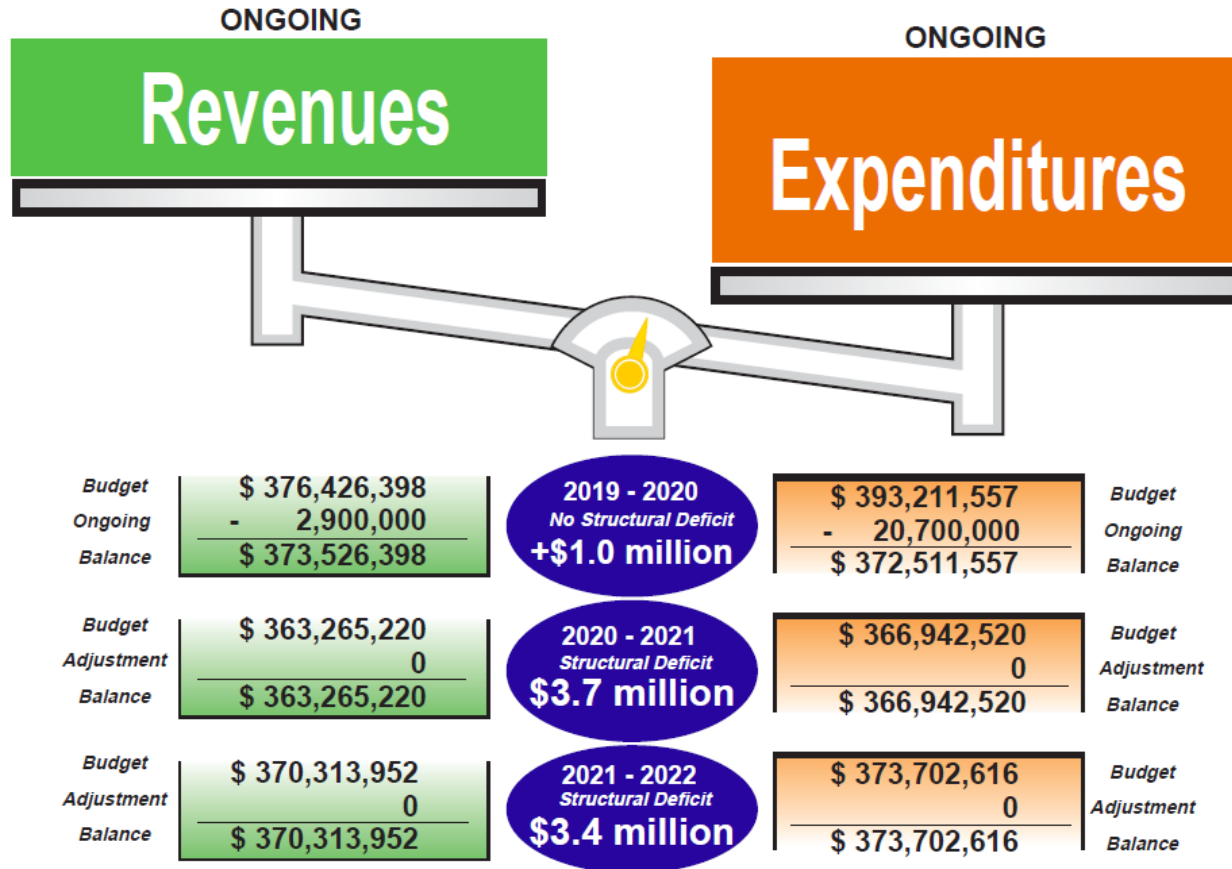 ONGOING
Revenues
ONGOING
Expenditures
Budget $ 376,426,398
Ongoing - 2,900,000
Balance $ 373,526,398
2019 - 2020
No Structural Deficit
+$1.0 million
$ 393,211,557 Budget
- 20,700,000 Ongoing
$ 372,511,557 Balance
Budget $ 363,265,220
Adjustment 0
Balance $ 363,265,220
2020 - 2021
Structural Deficit
$3.7 million
$ 366,942,520 Budget
0 Adjustment
$ 366,942,520 Balance
Budget $ 370,313,952
Adjustment 0
Balance $ 370,313,952
2021 - 2022
Structural Deficit
$3.4 million
$ 373,702,616 Budget
0 Adjustment
$ 373,702,616 Balance